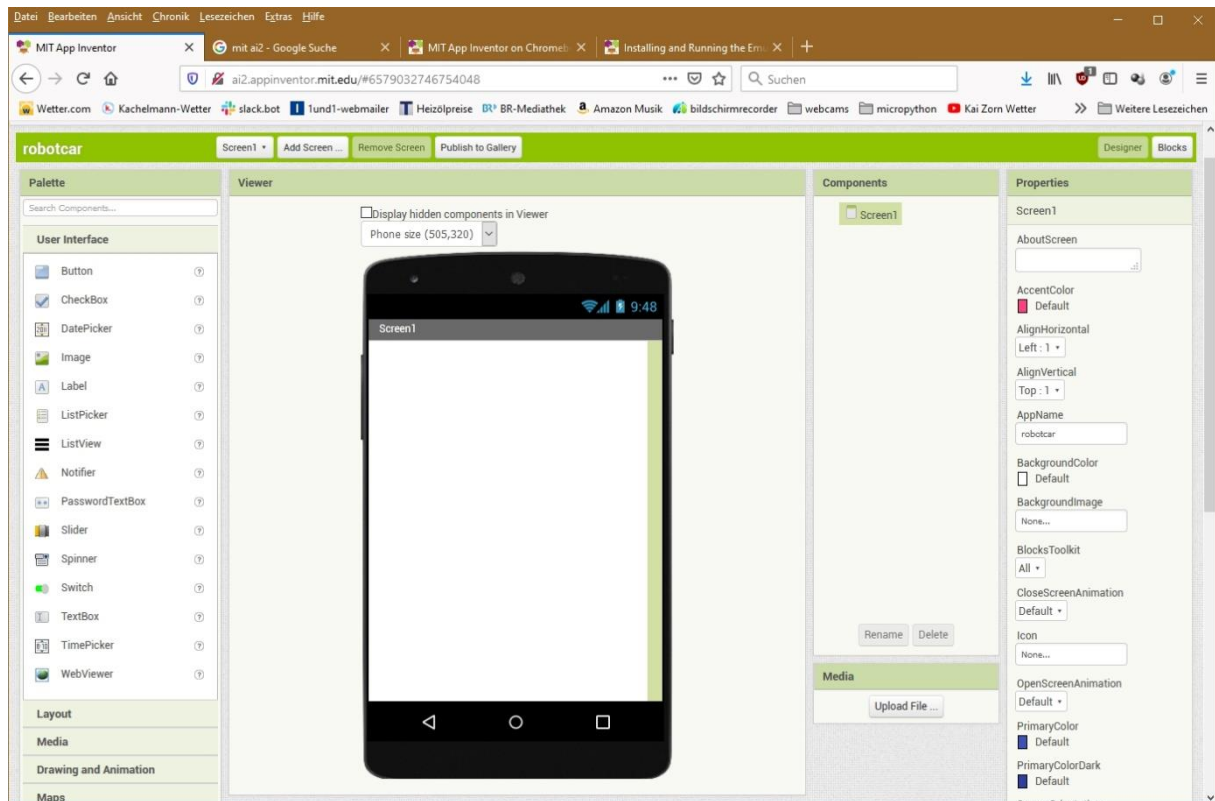 Datei Bearbeiten Ansicht Chronik Lesezeichen Extras Hilfe
MIT App Inventor
mit ai2 - Google Suche
MIT App Inventor on Chromeb
Installing and Running the Em
ai2.appinventor.mit.edu/#6579032746754048
Suchen
Wetter.com Kachelmann-Wetter slack.bot 1und1-webmailer Heizölpreise BR-Mediathek Amazon Musik bildschirmrecorder webcams micropython Kai Zorn Wetter Weitere Lesezeichen
robotcar Screen1 Add Screen ... Remove Screen Publish to Gallery Designer Blocks
Palette
Search Components...
User Interface
Button
CheckBox
DatePicker
Image
Label
ListPicker
ListView
Notifier
PasswordTextBox
Slider
Spinner
Switch
TextBox
TimePicker
WebViewer
Layout
Media
Drawing and Animation
Maps
Viewer
Display hidden components in Viewer
Phone size (505,320)
9:48
Screen1
Components
Screen1
Rename Delete
Media
Upload File ...
Properties
Screen1
AboutScreen
AccentColor
Default
AlignHorizontal
Left : 1
AlignVertical
Top : 1
AppName
robotcar
BackgroundColor
Default
BackgroundImage
None...
BlocksToolkit
All
CloseScreenAnimation
Default
Icon
None...
OpenScreenAnimation
Default
PrimaryColor
Default
PrimaryColorDark
Default